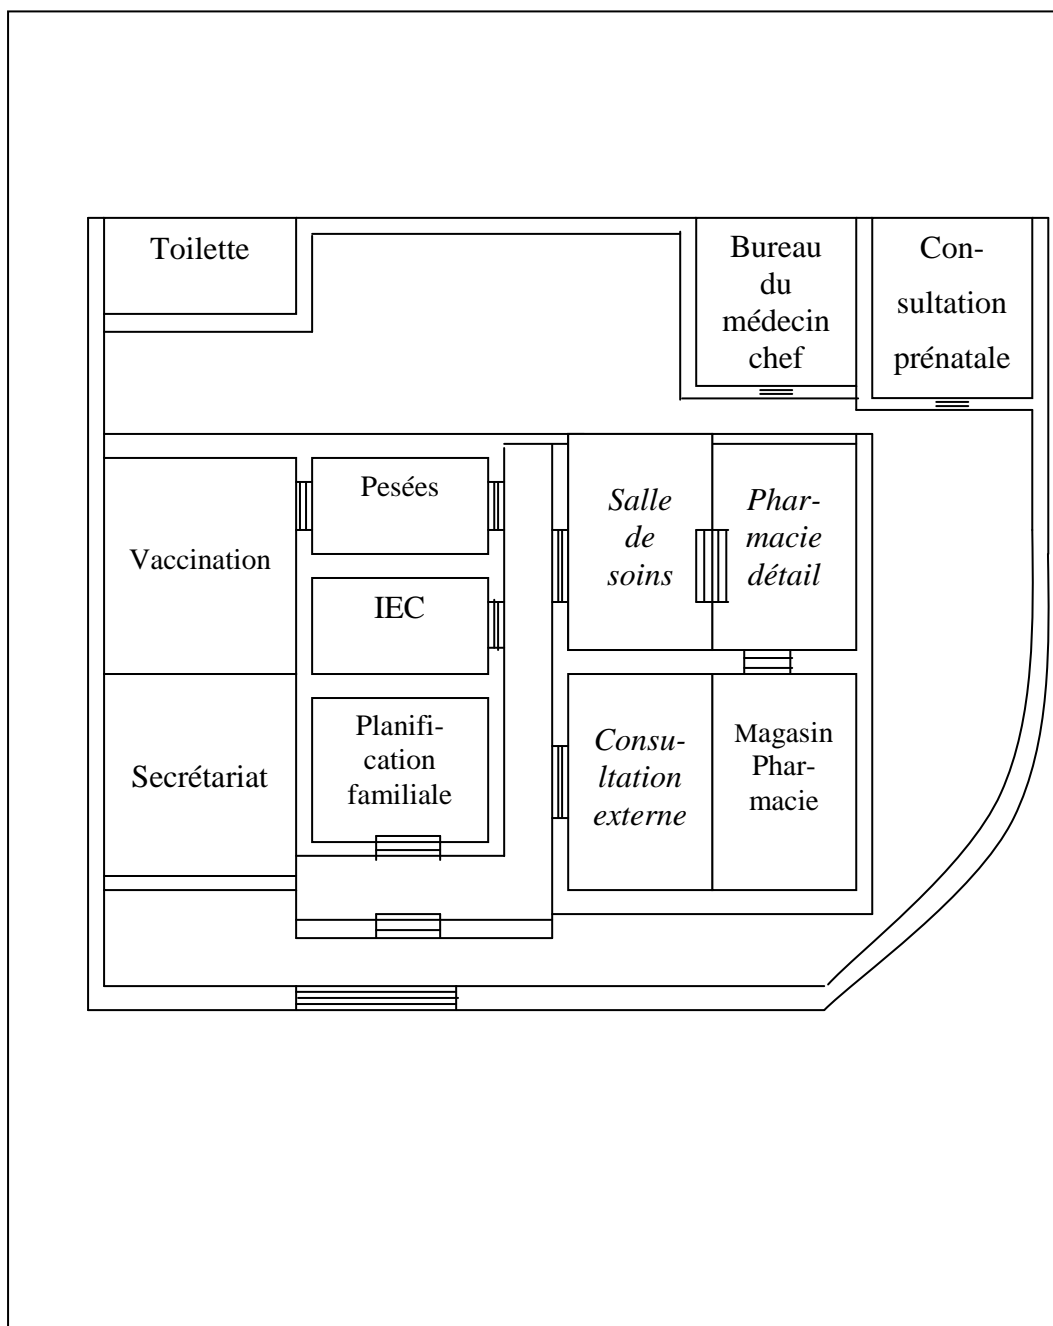 Toilette
Bureau
du
médecin
chef
Con-
sultation
prénatale
Pesées
Vaccination
IEC
Planifi-
cation
familiale
Secrétariat
Salle
de
soins
Phar-
macie
détail
Consu-
ltation
externe
Magasin
Phar-
macie